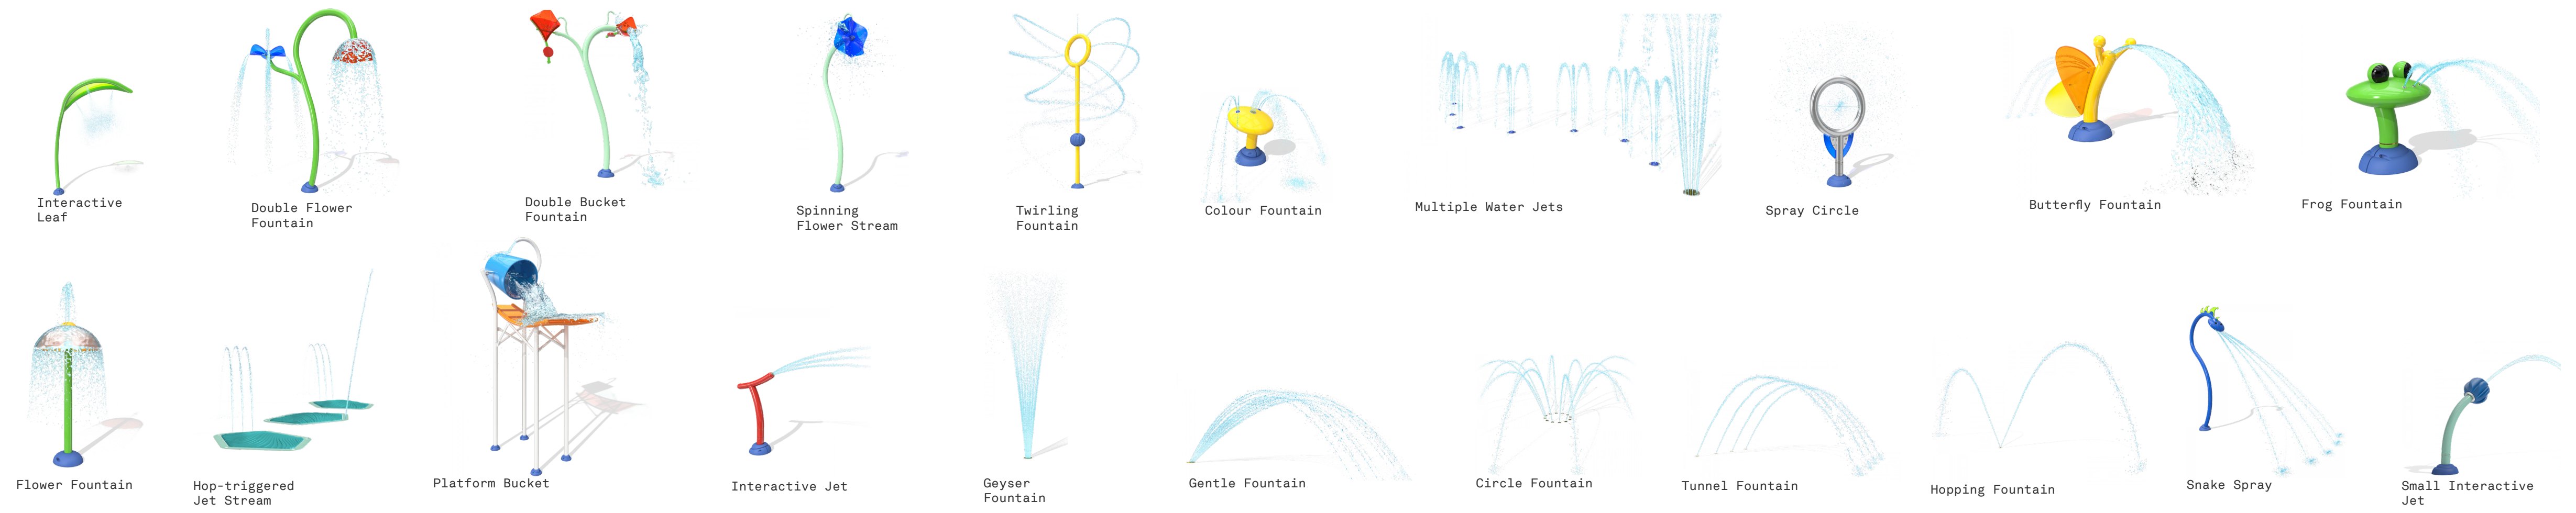 Interactive
Leaf
Double Flower
Fountain
Double Bucket
Fountain
Spinning
Flower Stream
Twirling
Fountain
Colour Fountain
Multiple Water Jets
Spray Circle
Butterfly Fountain
Frog Fountain
Flower Fountain
Hop-triggered
Jet Stream
Platform Bucket
Interactive Jet
Geyser
Fountain
Gentle Fountain
Circle Fountain
Tunnel Fountain
Hopping Fountain
Snake Spray
Small Interactive
Jet